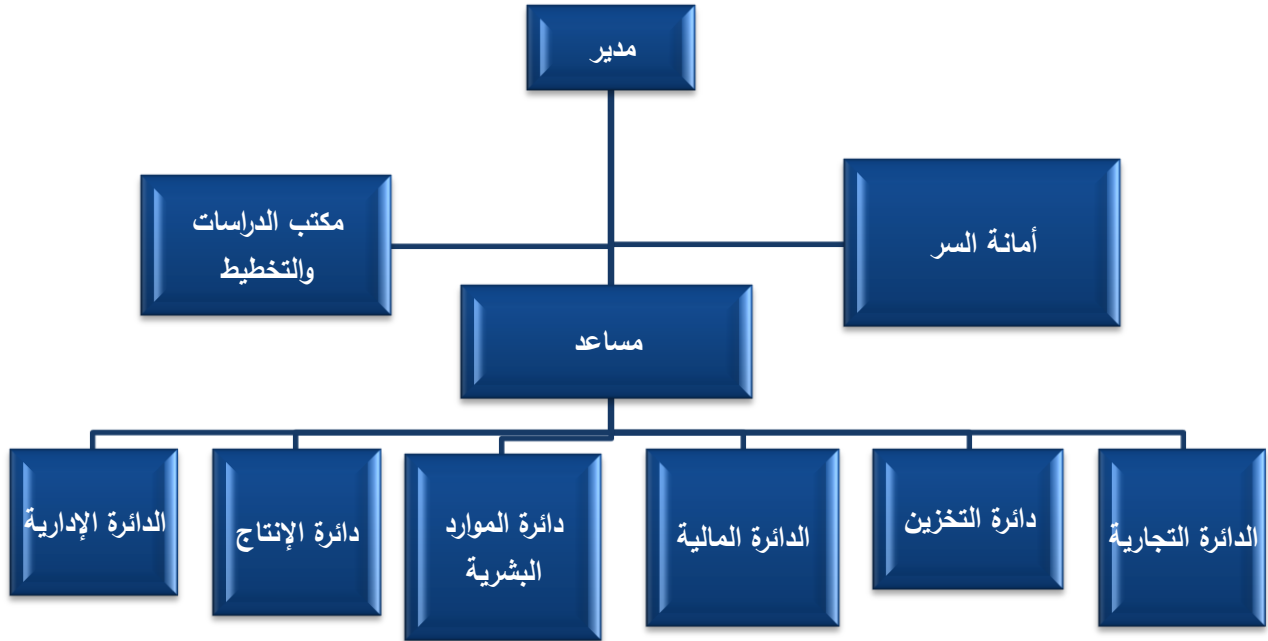 مدير
أمانة السر
مكتب الدراسات
والتخطيط
مساعد
الدائرة التجارية
دائرة التخزين
الدائرة المالية
دائرة الموارد
البشرية
دائرة الإنتاج
الدائرة الإدارية